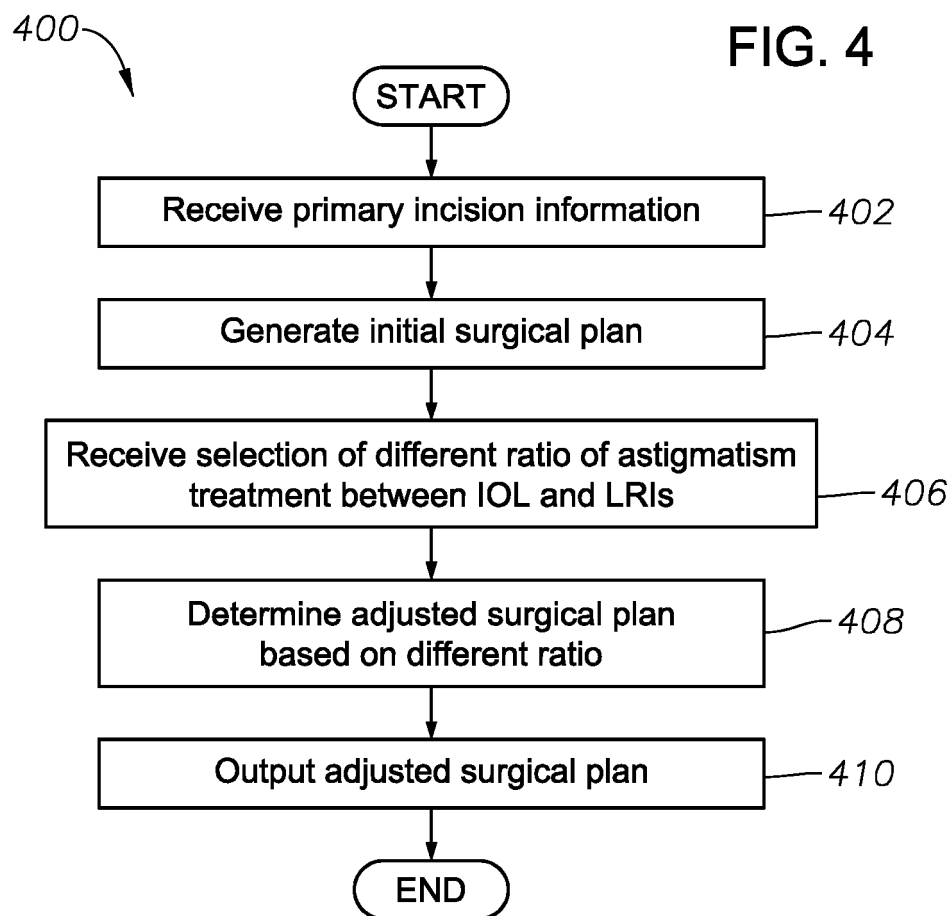 400
FIG. 4
START
Receive primary incision information
402
Generate initial surgical plan
404
Receive selection of different ratio of astigmatism
treatment between IOL and LRIs
406
Determine adjusted surgical plan
based on different ratio
408
Output adjusted surgical plan
410
END